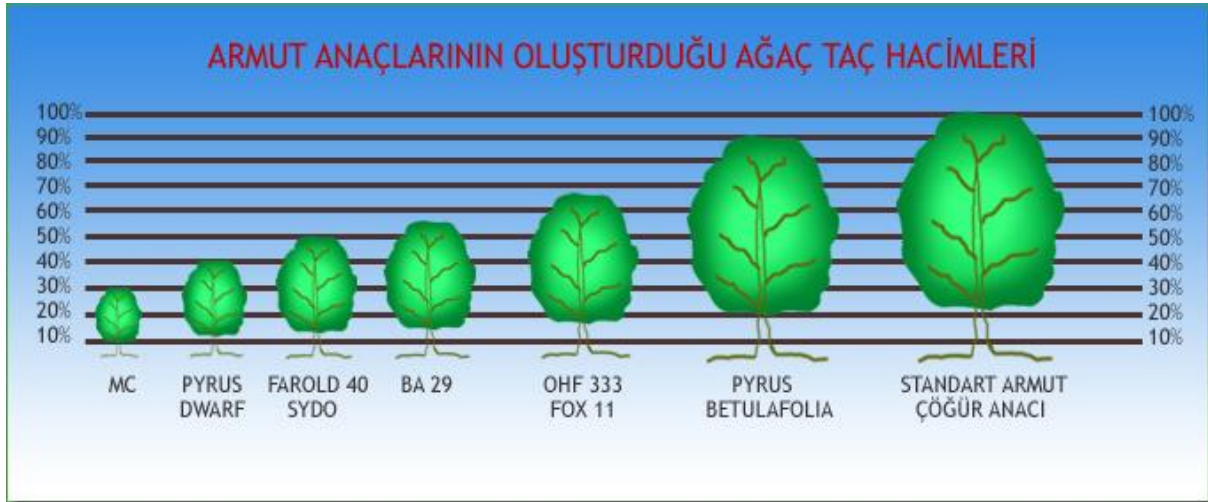 ARMUT ANAÇLARININ OLUŞTURDUĞU AĞAÇ TAÇ HACİMLERİ
100% 100%
90% 90%
80% 80%
70% 70%
60% 60%
50% 50%
40% 40%
30% 30%
20% 20%
10% 10%
MC
PYRUS
DWARF
FAROLD 40
SYDO
BA 29
OHF 333
FOX 11
PYRUS
BETULAFOLIA
STANDART ARMUT
ÇÖĞÜR ANACI